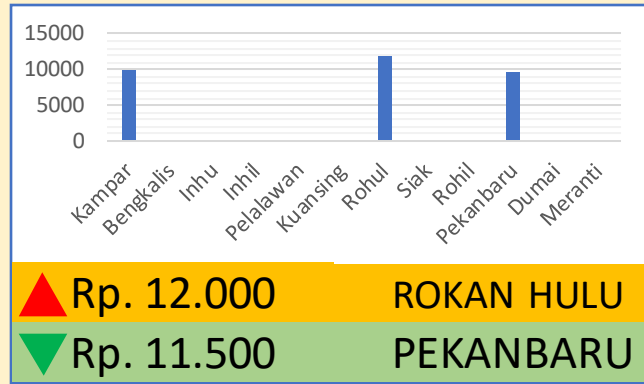 15000
10000
5000
0
Kampar
Bengkalis
Inhu
Inhil
Pelalawan
Kuansing
Rohul
Siak
Rohil
Pekanbaru
Dumai
Meranti
Rp. 12.000 ROKAN HULU
Rp. 11.500 PEKANBARU